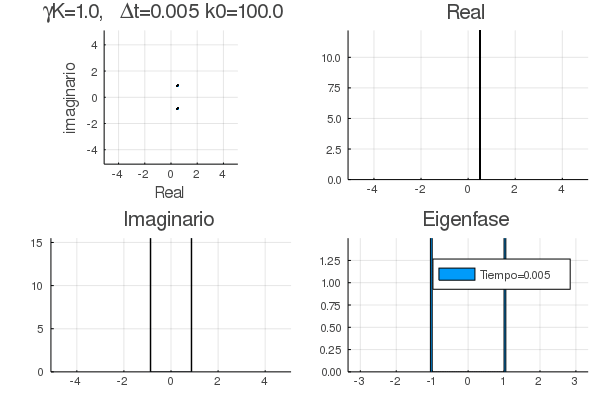 γK=1.0, Δt=0.005 k0=100.0
4
2
0
-2
-4
imaginario
-4 -2 0 2 4
Real
Real
10.0
7.5
5.0
2.5
0.0
-4 -2 0 2 4
Imaginario
15
10
5
0
-4 -2 0 2 4
Eigenfase
1.25
1.00
0.75
0.50
0.25
0.00
Tiempo=0.005
-3 -2 -1 0 1 2 3